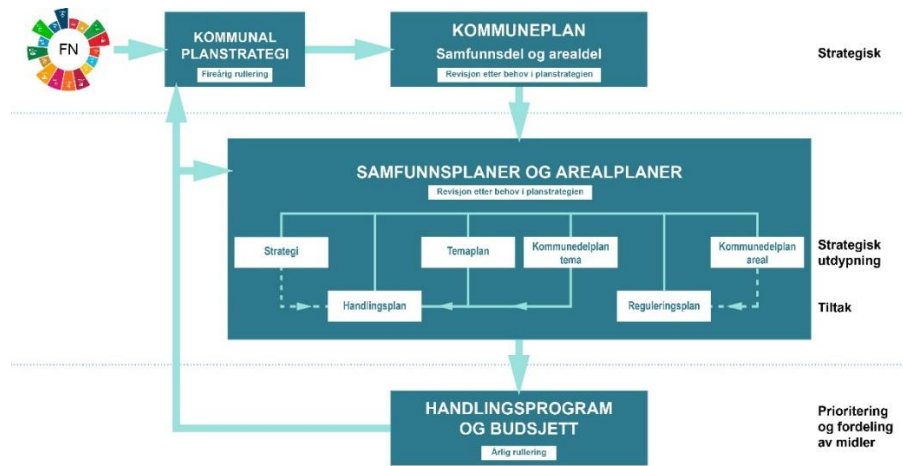 FN
KOMMUNAL
PLANSTRATEGI
Fireårig rullering
KOMMUNEPLAN
Samfunnsdel og arealdel
Revisjon etter behov i planstrategien
Strategisk
SAMFUNNSPLANER OG AREALPLANER
Revisjon etter behov i planstrategien
Strategi
Temaplan
Kommunedelplan
tema
Kommunedelplan
areal
Strategisk
utdypning
Handlingsplan
Reguleringsplan
Tiltak
HANDLINGSPROGRAM
OG BUDSJETT
Årlig rullering
Prioritering
og fordeling
av midler